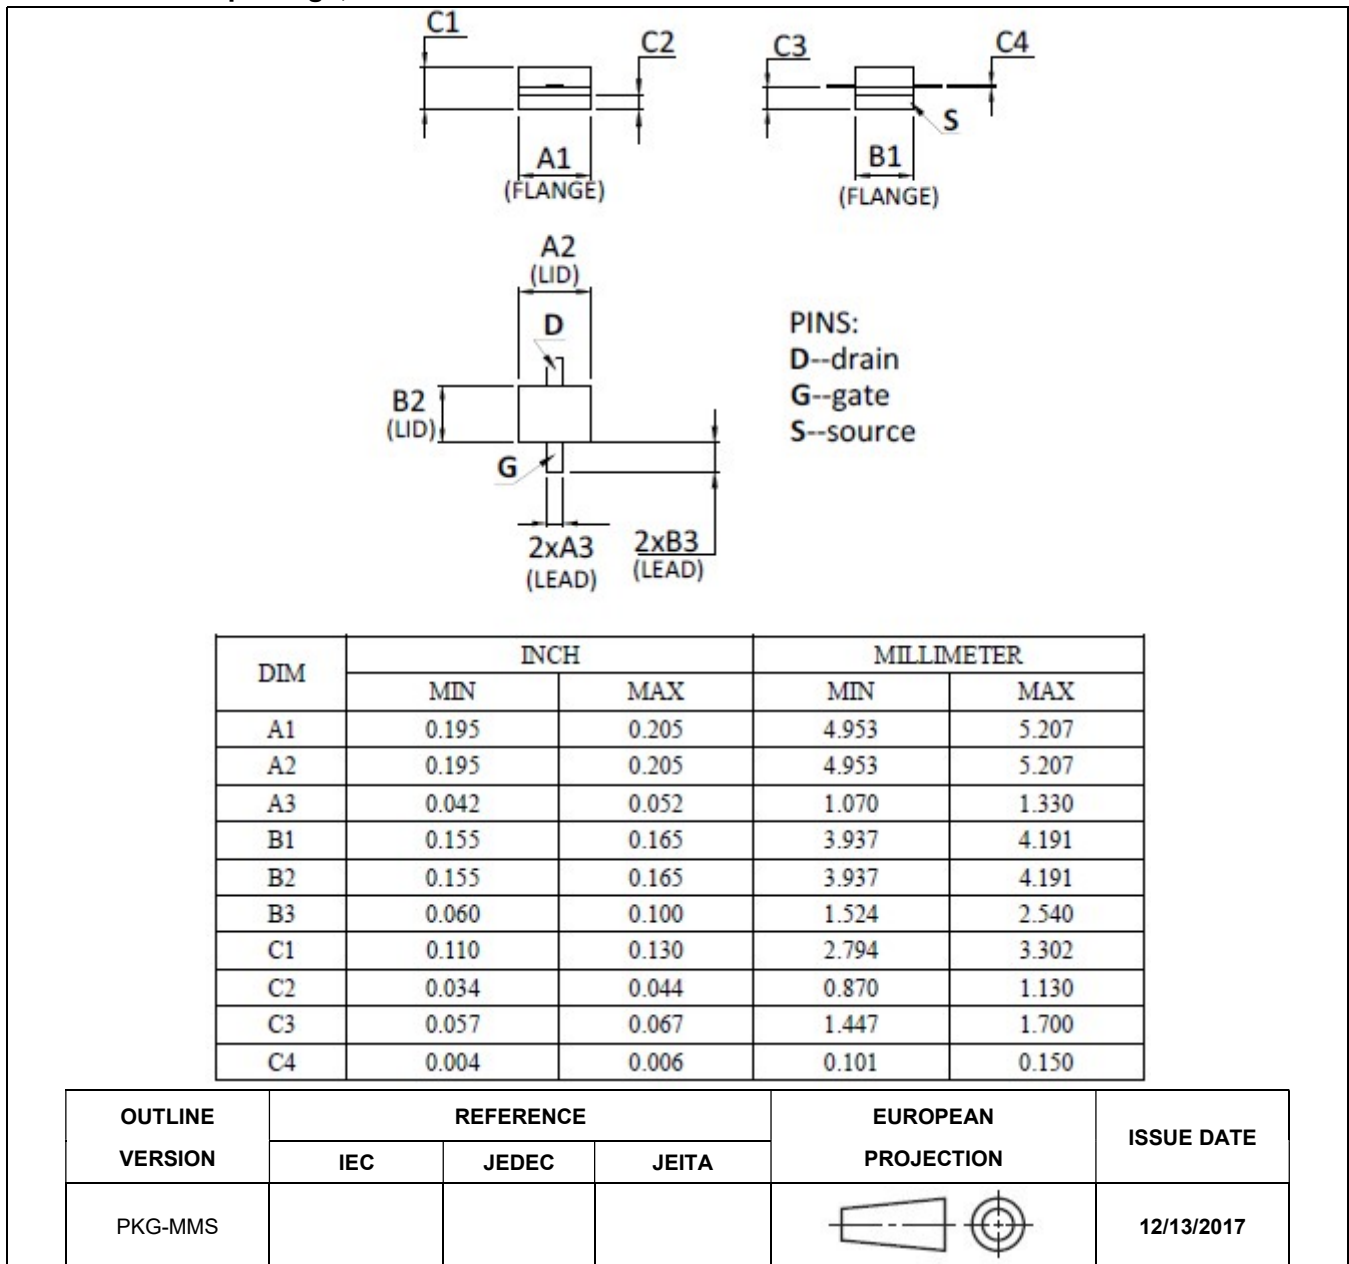 C1
C2
C3
C4
S
A1
(FLANGE)
B1
(FLANGE)
A2
(LID)
D
B2
(LID)
G
2xA3
(LEAD)
2xB3
(LEAD)
PINS:
D--drain
G--gate
S--source
DIM INCH MILLIMETER
MIN MAX MIN MAX
A1 0.195 0.205 4.953 5.207
A2 0.195 0.205 4.953 5.207
A3 0.042 0.052 1.070 1.330
B1 0.155 0.165 3.937 4.191
B2 0.155 0.165 3.937 4.191
B3 0.060 0.100 1.524 2.540
C1 0.110 0.130 2.794 3.302
C2 0.034 0.044 0.870 1.130
C3 0.057 0.067 1.447 1.700
C4 0.004 0.006 0.101 0.150
OUTLINE VERSION REFERENCE EUROPEAN PROJECTION ISSUE DATE
IEC JEDEC JEITA
PKG-MMS 12/13/2017